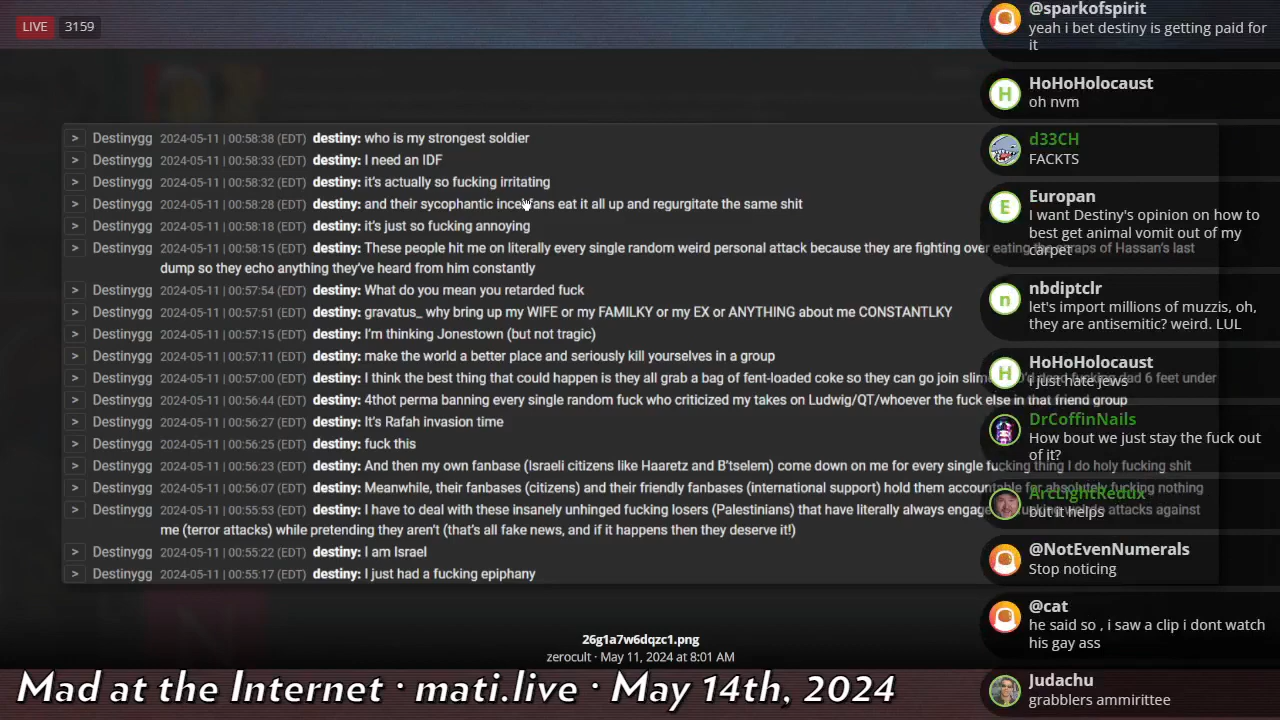 LIVE 3159
> Destinygg 2024-05-11 | 00:58:38 (EDT) destiny: who is my strongest soldier
> Destinygg 2024-05-11 | 00:58:33 (EDT) destiny: I need an IDF
> Destinygg 2024-05-11 | 00:58:32 (EDT) destiny: it's actually so fucking irritating
> Destinygg 2024-05-11 | 00:58:28 (EDT) destiny: and their sycophantic incel fans eat it all up and regurgitate the same shit
> Destinygg 2024-05-11 | 00:58:18 (EDT) destiny: it's just so fucking annoying
> Destinygg 2024-05-11 | 00:58:15 (EDT) destiny: These people hit me on literally every single random weird personal attack because they are fighting over eating the scraps of Hassan's last
dump so they echo anything they've heard from him constantly
> Destinygg 2024-05-11 | 00:57:54 (EDT) destiny: What do you mean you retarded fuck
> Destinygg 2024-05-11 | 00:57:51 (EDT) destiny: gravatus_ why bring up my WIFE or my FAMILKY or my EX or ANYTHING about me CONSTANTLKY
> Destinygg 2024-05-11 | 00:57:15 (EDT) destiny: I'm thinking Jonestown (but not tragic)
> Destinygg 2024-05-11 | 00:57:11 (EDT) destiny: make the world a better place and seriously kill yourselves in a group
> Destinygg 2024-05-11 | 00:57:00 (EDT) destiny: I think the best thing that could happen is they all grab a bag of fent-loaded coke so they can go join dad 6 feet under
> Destinygg 2024-05-11 | 00:56:44 (EDT) destiny: 4thot perma banning every single random fuck who criticized my takes on Ludwig/QT/whoever the fuck else in that friend group
> Destinygg 2024-05-11 | 00:56:27 (EDT) destiny: It's Rafah invasion time
> Destinygg 2024-05-11 | 00:56:25 (EDT) destiny: fuck this
> Destinygg 2024-05-11 | 00:56:23 (EDT) destiny: And then my own fanbase (Israeli citizens like Haaretz and B'tselem) come down on me for every single fucking thing I do holy fucking shit
> Destinygg 2024-05-11 | 00:56:07 (EDT) destiny: Meanwhile, their fanbases (citizens) and their friendly fanbases (international support) hold them accountable for absolutely fucking nothing
> Destinygg 2024-05-11 | 00:55:53 (EDT) destiny: I have to deal with these insanely unhinged fucking losers (Palestinians) that have literally always attacks against
me (terror attacks) while pretending they aren't (that's all fake news, and if it happens then they deserve it!)
> Destinygg 2024-05-11 | 00:55:22 (EDT) destiny: I am Israel
> Destinygg 2024-05-11 | 00:55:17 (EDT) destiny: I just had a fucking epiphany
26g1a7w6dqzc1.png
zerocult · May 11, 2024 at 8:01 AM
@sparkofspirit
yeah i bet destiny is getting paid for
it
H
HoHoHolocaust
oh nvm
d33CH
FACKTS
E
Europan
I want Destiny's opinion on how to
best get animal vomit out of my
carpet
n
nbdiptclr
let's import millions of muzzis, oh,
they are antisemitic? weird. LUL
H
HoHoHolocaust
I just hate jews
DrCoffinNails
How bout we just stay the fuck out
of it?
ArcLightRedux
but it helps
@NotEvenNumerals
Stop noticing
@cat
he said so , i saw a clip i dont watch
his gay ass
Judachu
grabblers ammirittee
Mad at the Internet · mati.live · May 14th, 2024